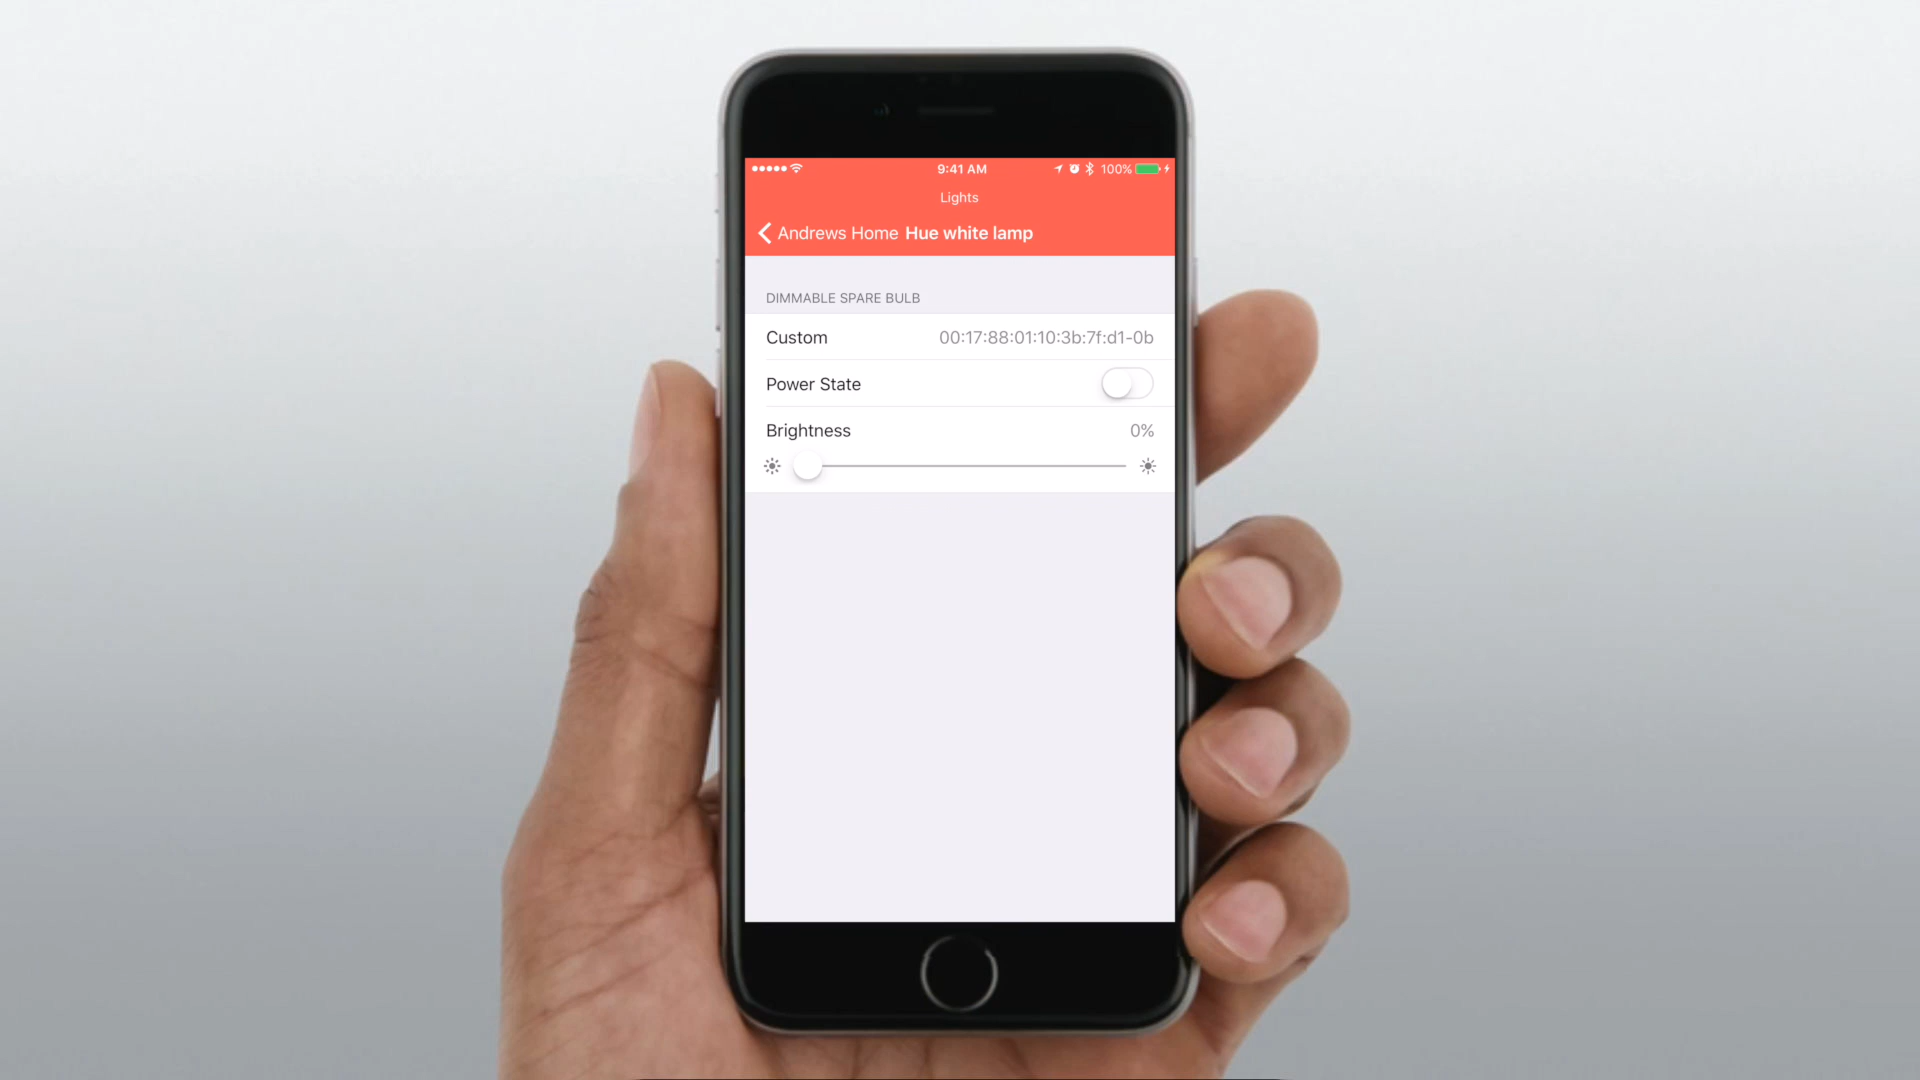 9:41 AM 100%
Lights
Andrews Home Hue white lamp
DIMMABLE SPARE BULB
Custom 00:17:88:01:10:3b:7f:d1-0b
Power State
Brightness 0%